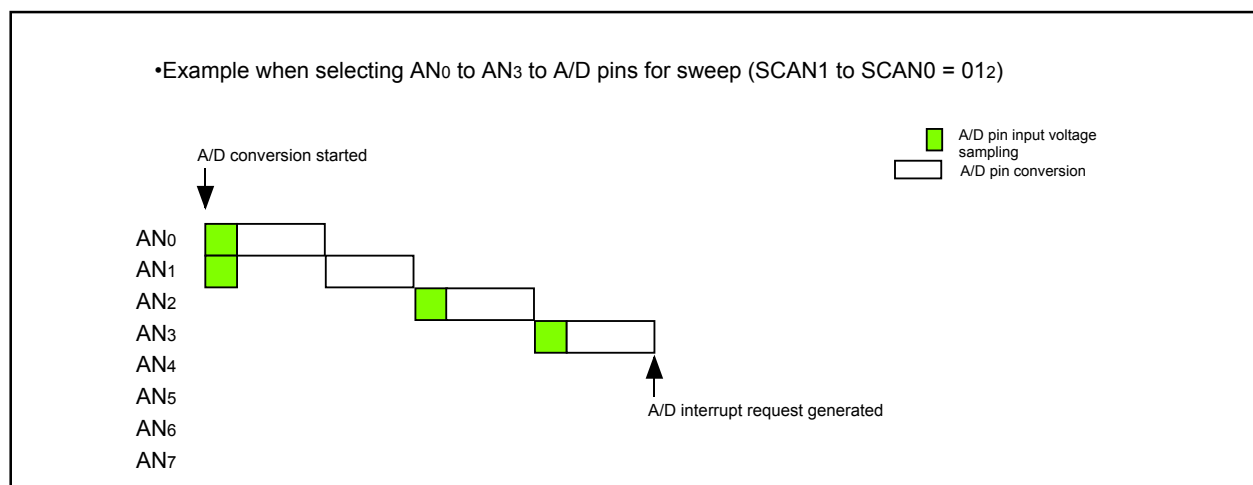 •Example when selecting AN0 to AN3 to A/D pins for sweep (SCAN1 to SCAN0 = 012)
A/D pin input voltage
sampling
A/D pin conversion
A/D conversion started
AN0
AN1
AN2
AN3
AN4
AN5
AN6
AN7
A/D interrupt request generated